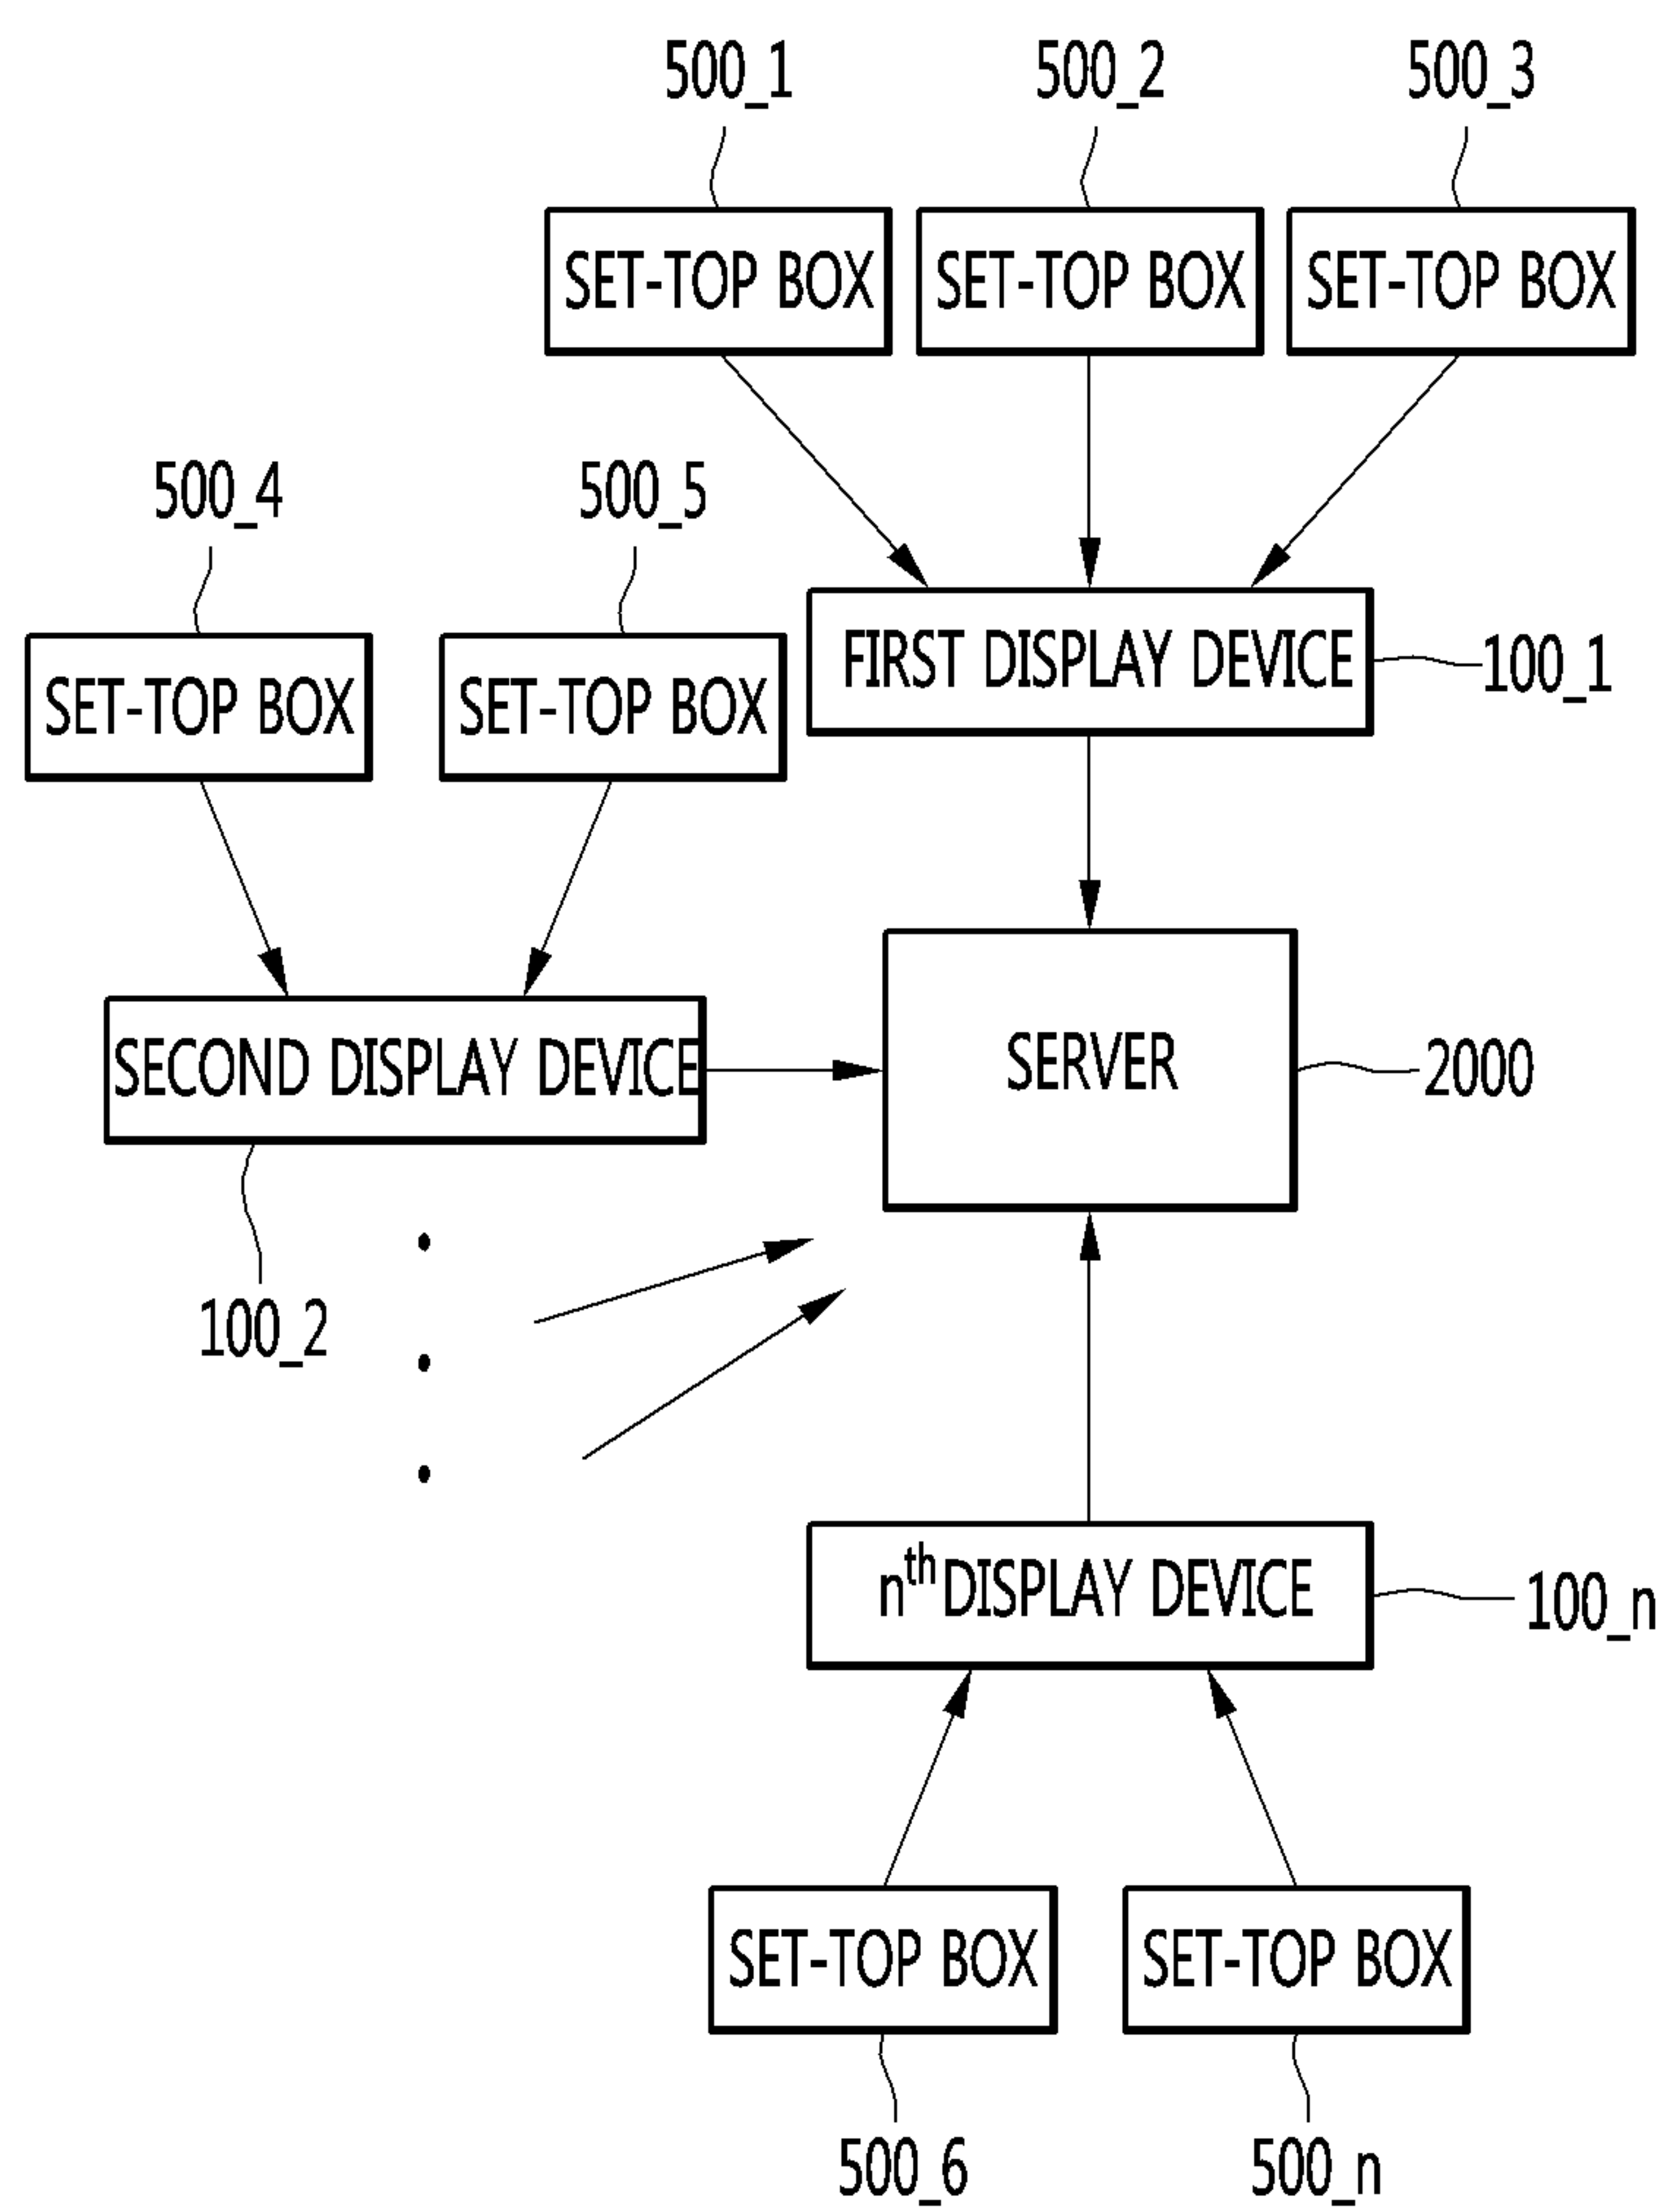 500_1
500_2
500_3
SET-TOP BOX
SET-TOP BOX
SET-TOP BOX
500_4
500_5
SET-TOP BOX
SET-TOP BOX
FIRST DISPLAY DEVICE
100_1
SECOND DISPLAY DEVICE
SERVER
2000
100_2
nth DISPLAY DEVICE
100_n
SET-TOP BOX
SET-TOP BOX
500_6
500_n